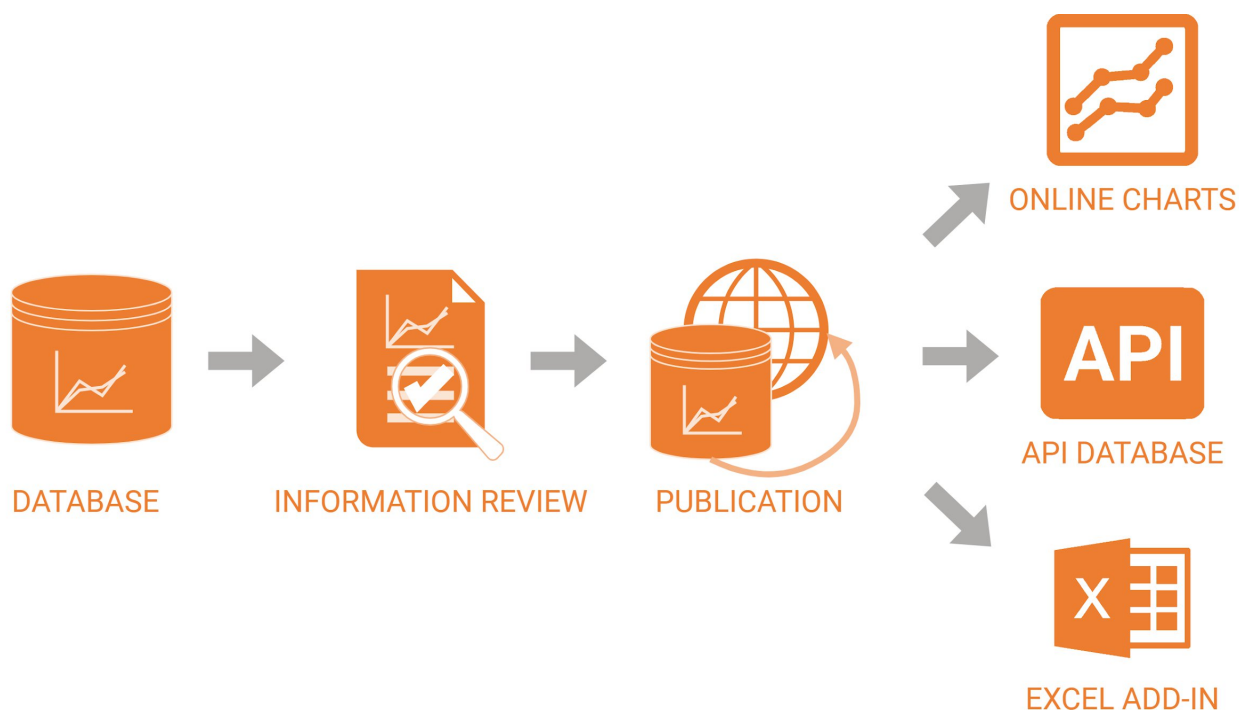 DATABASE
INFORMATION REVIEW
PUBLICATION
ONLINE CHARTS
API
API DATABASE
X
EXCEL ADD-IN